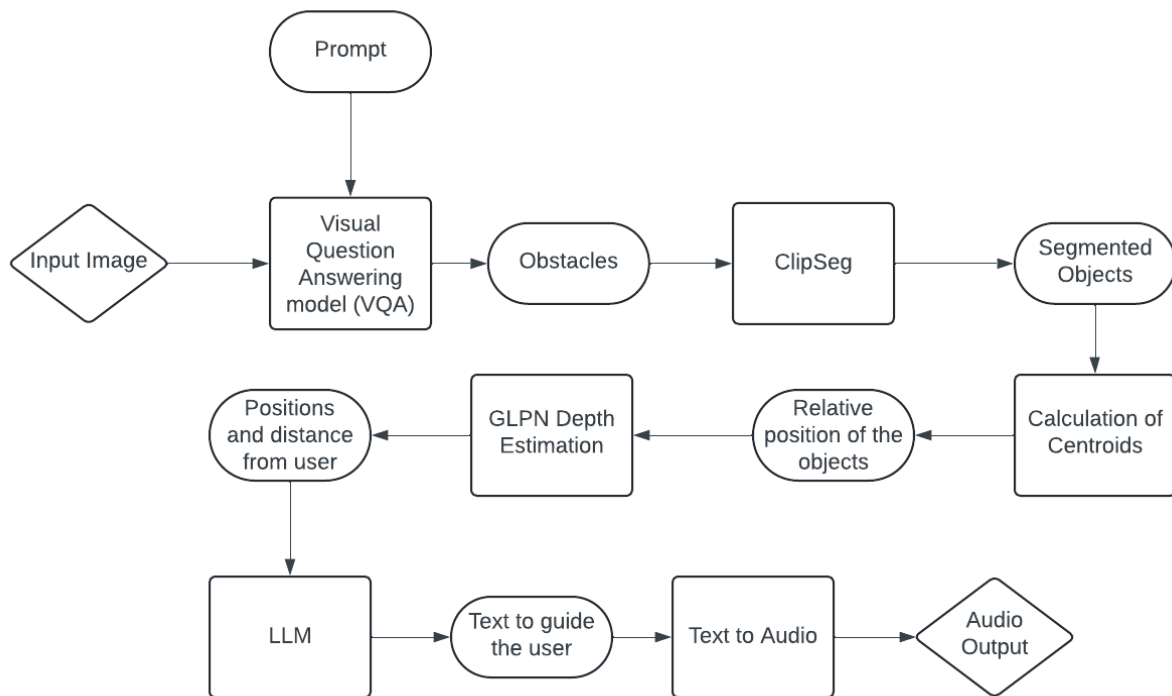 Prompt
Input Image
Visual
Question
Answering
model (VQA)
Obstacles
ClipSeg
Segmented
Objects
Calculation of
Centroids
Relative
position of the
objects
GLPN Depth
Estimation
Positions
and distance
from user
LLM
Text to guide
the user
Text to Audio
Audio
Output